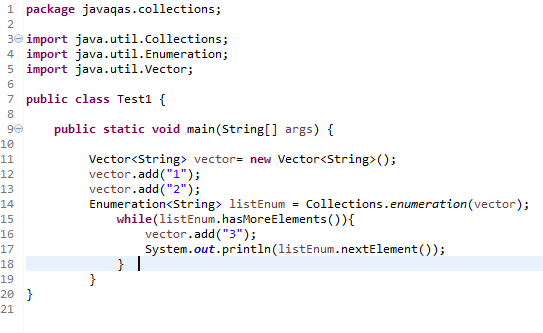 1 package javaqas.collections;
2
3 import java.util.Collections;
4 import java.util.Enumeration;
5 import java.util.Vector;
6
7 public class Test1 {
8
9 public static void main(String[] args) {
10
11 Vector<String> vector= new Vector<String>();
12 vector.add("1");
13 vector.add("2");
14 Enumeration<String> listEnum = Collections.enumeration(vector);
15 while(listEnum.hasMoreElements()){
16 vector.add("3");
17 System.out.println(listEnum.nextElement());
18 }
19 }
20 }
21